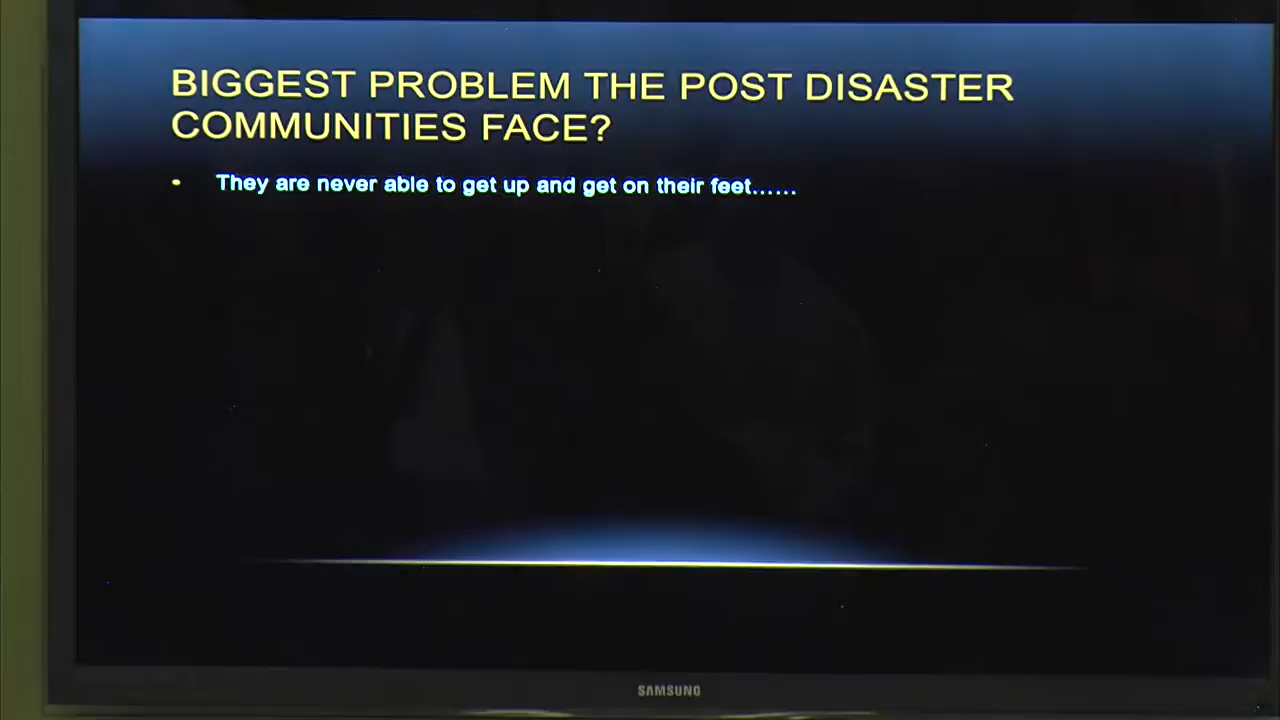 BIGGEST PROBLEM THE POST DISASTER
COMMUNITIES FACE?
• They are never able to get up and get on their feet......
SAMSUNG